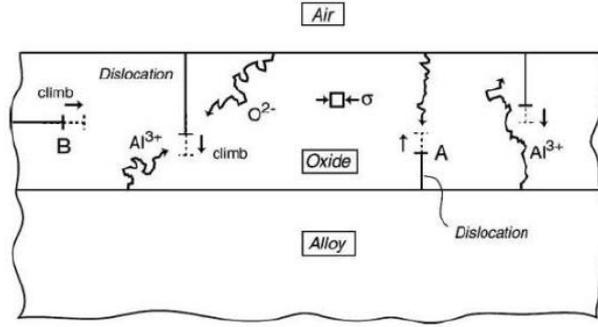 Air
Dislocation
climb
O²⁻
σ
B
Al³⁺
climb
Oxide
A
Al³⁺
Dislocation
Alloy